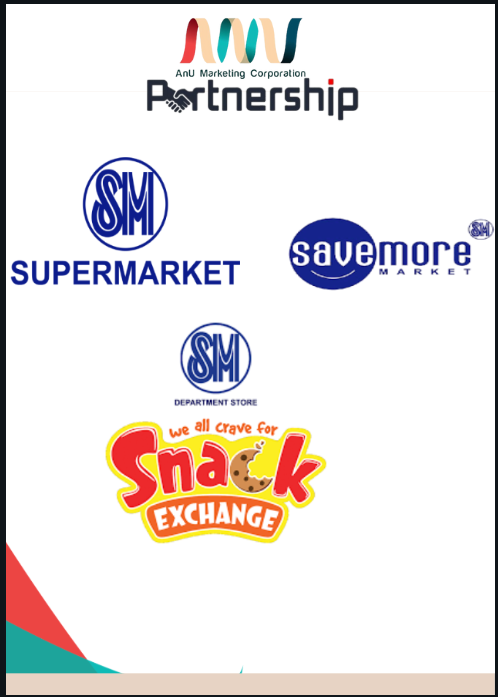 AnU Marketing Corporation
Partnership
SM
SUPERMARKET
savemore
MARKET
SM
SM
DEPARTMENT STORE
we all crave for
Snack
EXCHANGE